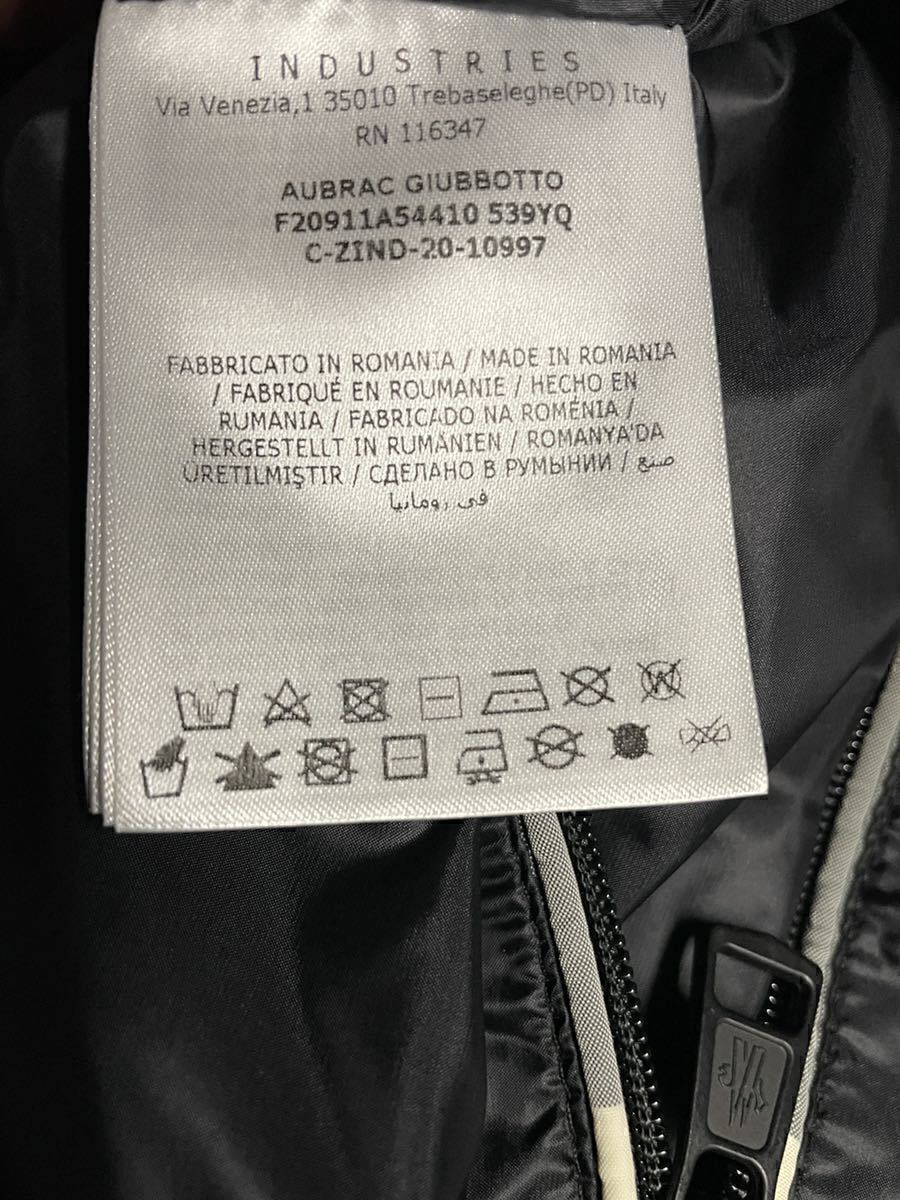 INDUSTRIES
Via Venezia,1 35010 Trebaseleghe(PD) Italy
RN 116347
AUBRAC GIUBBOTTO
F20911A54410 539YQ
C-ZIND-20-10997
FABBRICATO IN ROMANIA / MADE IN ROMANIA
/ FABRIQUÉ EN ROUMANIE / HECHO EN
RUMANIA / FABRICADO NA ROMÉNIA /
HERGESTELLT IN RUMÄNIEN / ROMANYA'DA
ÜRETILMIŞTIR / СДЕЛАНО В РУМЫНИИ / صنع
في رومانيا